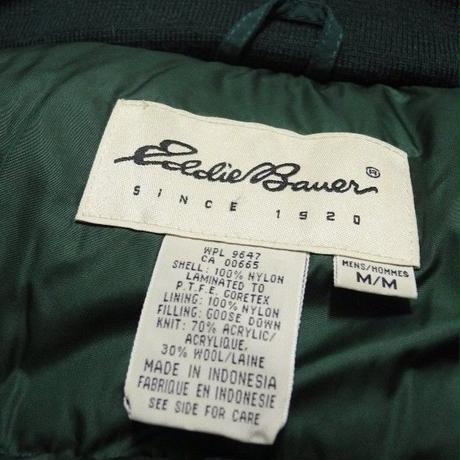 Eddie Bauer®
SINCE 1920
MENS/HOMMES
M/M
WPL 9647
CA 00665
SHELL: 100% NYLON
LAMINATED TO
P.T.F.E. GORETEX
LINING: 100% NYLON
FILLING: GOOSE DOWN
KNIT: 70% ACRYLIC/
ACRYLIQUE,
30% WOOL/LAINE
MADE IN INDONESIA
FABRIQUE EN INDONESIE
SEE SIDE FOR CARE